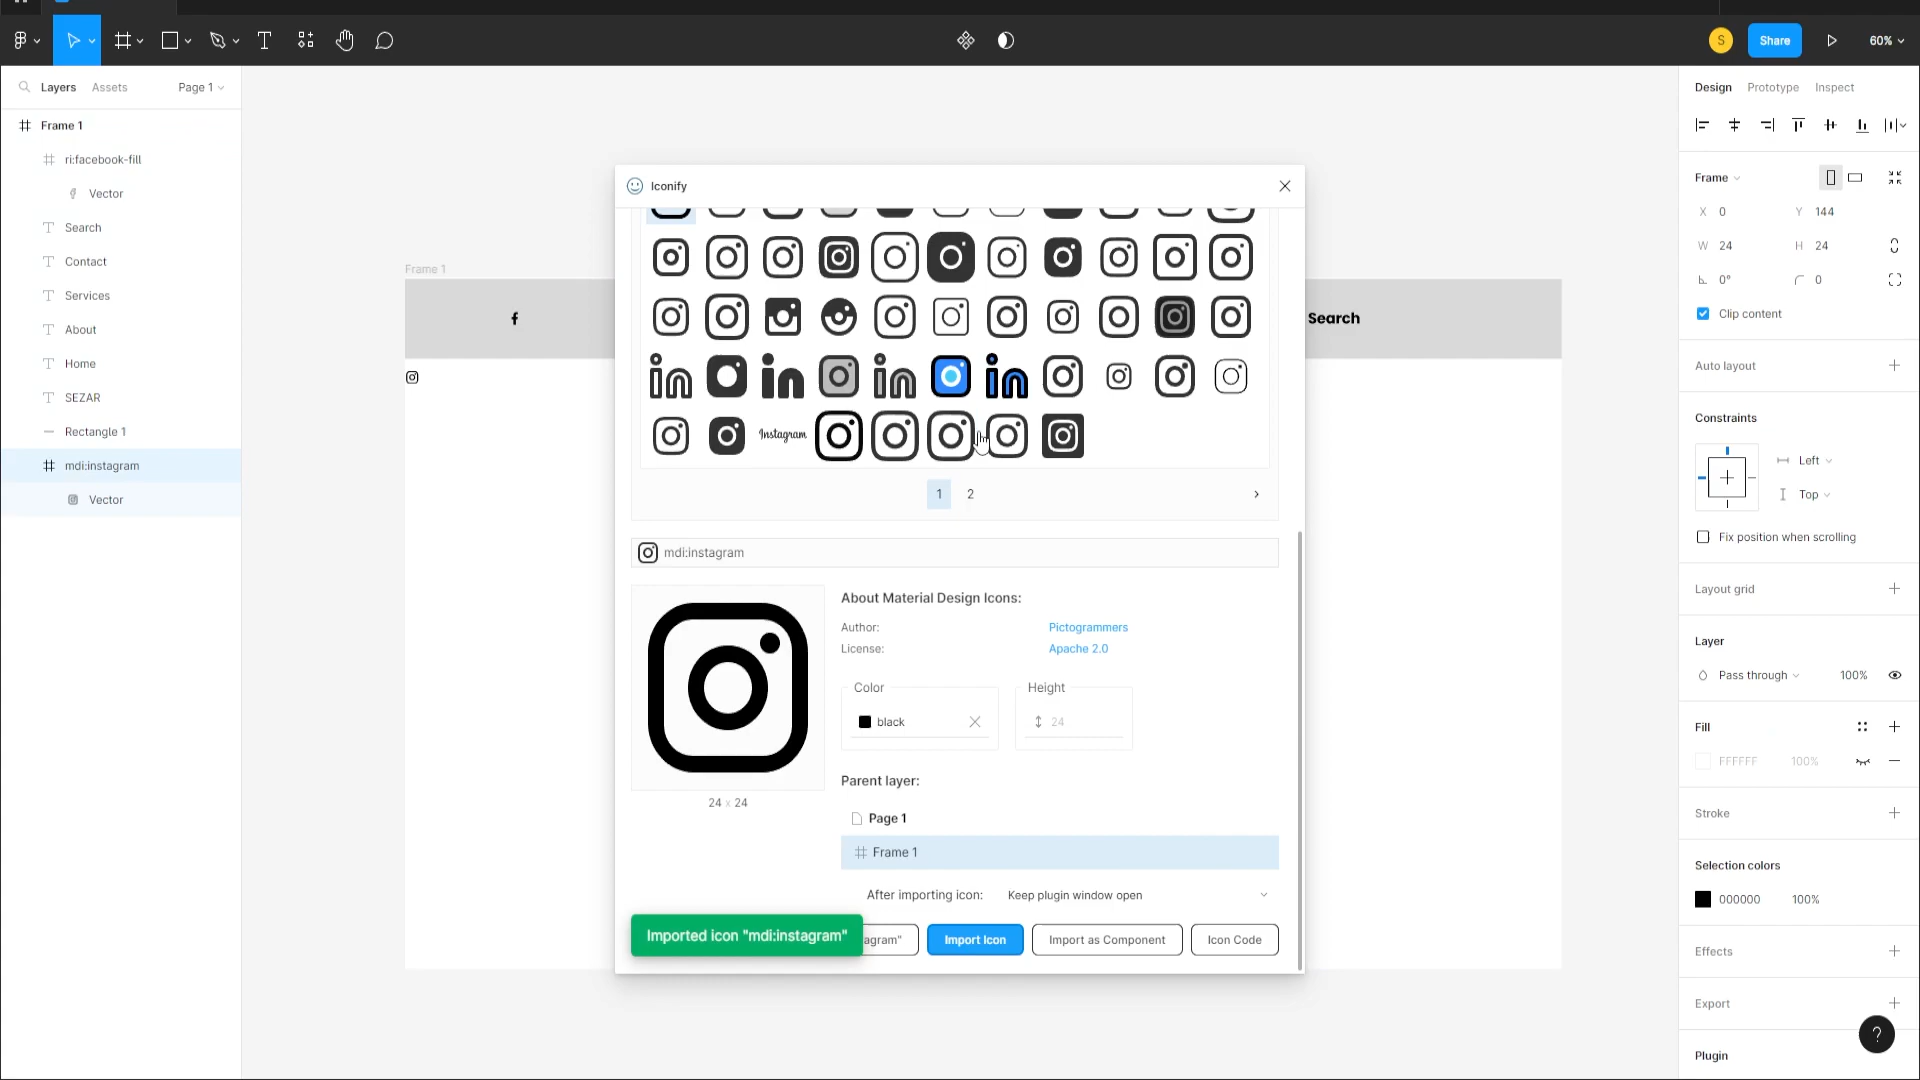 S
Share
60%
Layers
Assets
Page 1
Frame 1
ri:facebook-fill
Vector
Search
Contact
Services
About
Home
SEZAR
Rectangle 1
mdi:instagram
Vector
Frame 1
f
Search
Iconify
in
in
in
in
Instagram
1
2
mdi:instagram
24 x 24
About Material Design Icons:
Author:
Pictogrammers
License:
Apache 2.0
Color
black
Height
24
Parent layer:
Page 1
Frame 1
After importing icon:
Keep plugin window open
Imported icon "mdi:instagram"
agram"
Import Icon
Import as Component
Icon Code
Design
Prototype
Inspect
Frame
X 0
Y 144
W 24
H 24
0°
0
Clip content
Auto layout
Constraints
Left
Top
Fix position when scrolling
Layout grid
Layer
Pass through
100%
Fill
FFFFFF
100%
Stroke
Selection colors
000000
100%
Effects
Export
?
Plugin